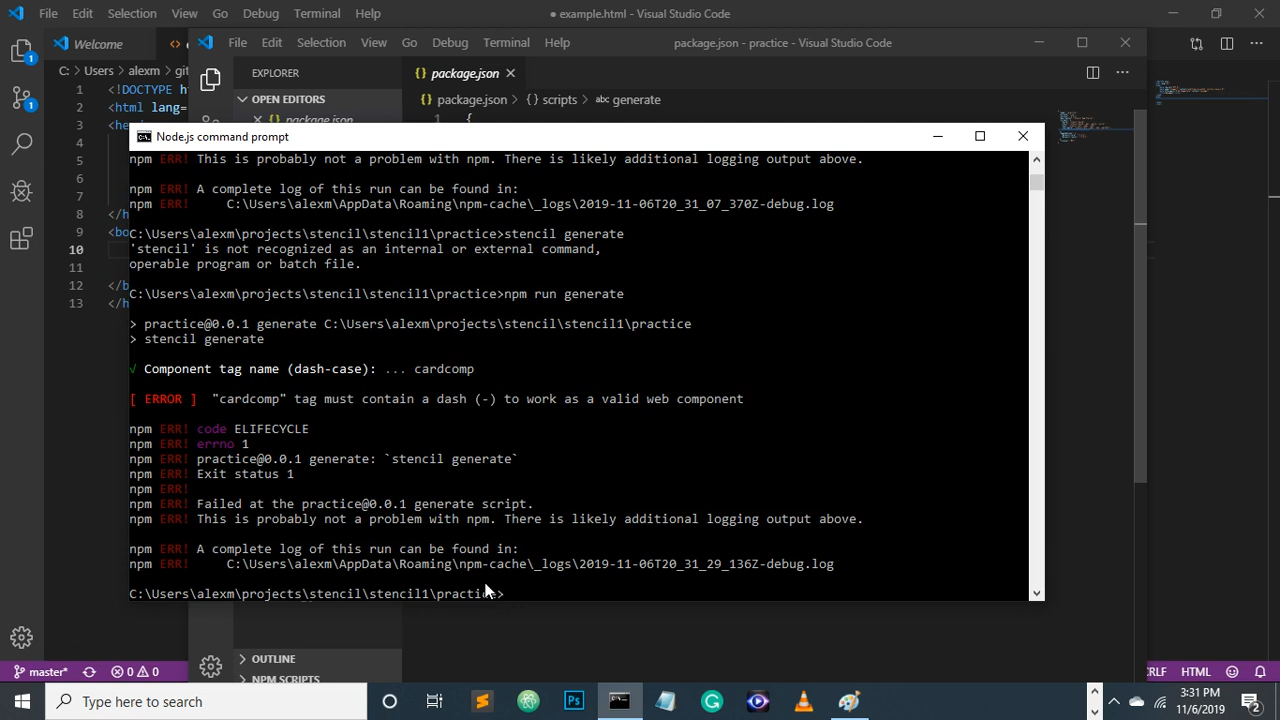 File Edit Selection View Go Debug Terminal Help
● example.html - Visual Studio Code
Welcome
File Edit Selection View Go Debug Terminal Help
package.json - practice - Visual Studio Code
C: > Users > alexm > git
EXPLORER
{} package.json
OPEN EDITORS
{} package.json > {} scripts > abc generate
package.json
1 {
1 <!DOCTYPE h
2 <html lang=
3 <he
4
5
6
7
8 </h
9 <bo
10
11
12 </b
13 </h
Node.js command prompt
npm ERR! This is probably not a problem with npm. There is likely additional logging output above.
npm ERR! A complete log of this run can be found in:
npm ERR!     C:\Users\alexm\AppData\Roaming\npm-cache\_logs\2019-11-06T20_31_07_370Z-debug.log
C:\Users\alexm\projects\stencil\stencil1\practice>stencil generate
'stencil' is not recognized as an internal or external command,
operable program or batch file.
C:\Users\alexm\projects\stencil\stencil1\practice>npm run generate
> practice@0.0.1 generate C:\Users\alexm\projects\stencil\stencil1\practice
> stencil generate
√ Component tag name (dash-case): ... cardcomp
[ ERROR ]  "cardcomp" tag must contain a dash (-) to work as a valid web component
npm ERR! code ELIFECYCLE
npm ERR! errno 1
npm ERR! practice@0.0.1 generate: `stencil generate`
npm ERR! Exit status 1
npm ERR!
npm ERR! Failed at the practice@0.0.1 generate script.
npm ERR! This is probably not a problem with npm. There is likely additional logging output above.
npm ERR! A complete log of this run can be found in:
npm ERR!     C:\Users\alexm\AppData\Roaming\npm-cache\_logs\2019-11-06T20_31_29_136Z-debug.log
C:\Users\alexm\projects\stencil\stencil1\practice>
OUTLINE
NPM SCRIPTS
master* 0 0
CRLF HTML
Type here to search
Ps
3:31 PM
11/6/2019
2